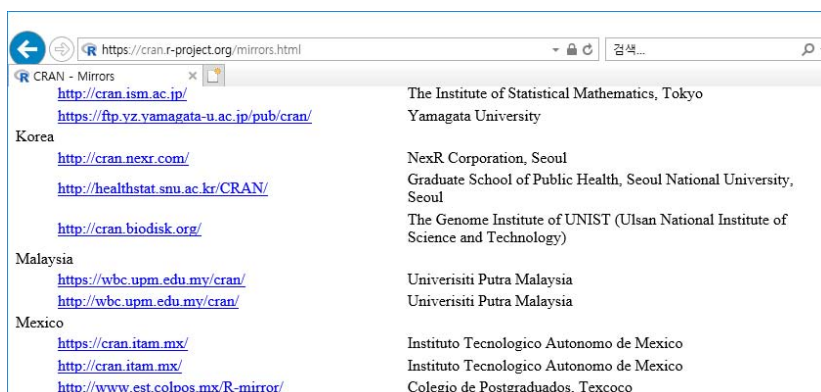 https://cran.r-project.org/mirrors.html 검색...
CRAN - Mirrors
http://cran.ism.ac.jp/ The Institute of Statistical Mathematics, Tokyo
https://ftp.yz.yamagata-u.ac.jp/pub/cran/ Yamagata University
Korea
http://cran.nexr.com/ NexR Corporation, Seoul
http://healthstat.snu.ac.kr/CRAN/ Graduate School of Public Health, Seoul National University,
Seoul
http://cran.biodisk.org/ The Genome Institute of UNIST (Ulsan National Institute of
Science and Technology)
Malaysia
https://wbc.upm.edu.my/cran/ Univerisiti Putra Malaysia
http://wbc.upm.edu.my/cran/ Univerisiti Putra Malaysia
Mexico
https://cran.itam.mx/ Instituto Tecnologico Autonomo de Mexico
http://cran.itam.mx/ Instituto Tecnologico Autonomo de Mexico
http://www.est.colpos.mx/R-mirror/ Colegio de Postgraduados, Texcoco